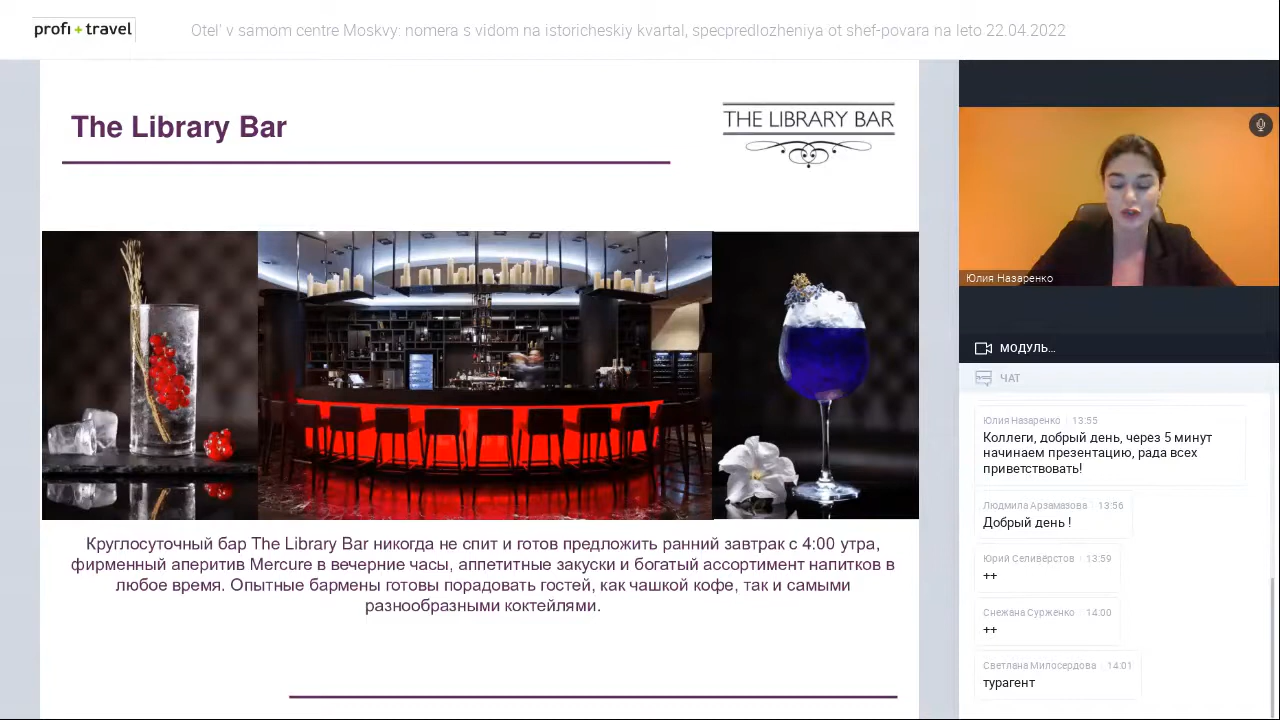 profi + travel
Otel' v samom centre Moskvy: nomera s vidom na istoricheskiy kvartal, specpredlozheniya ot shef-povara na leto 22.04.2022
The Library Bar
THE LIBRARY BAR
Круглосуточный бар The Library Bar никогда не спит и готов предложить ранний завтрак с 4:00 утра,
фирменный аперитив Mercure в вечерние часы, аппетитные закуски и богатый ассортимент напитков в
любое время. Опытные бармены готовы порадовать гостей, как чашкой кофе, так и самыми
разнообразными коктейлями.
Юлия Назаренко
МОДУЛЬ...
ЧАТ
Юлия Назаренко 13:55
Коллеги, добрый день, через 5 минут
начинаем презентацию, рада всех
приветствовать!
Людмила Арзамазова 13:56
Добрый день !
Юрий Селивёрстов 13:59
++
Снежана Сурженко 14:00
++
Светлана Милосердова 14:01
турагент